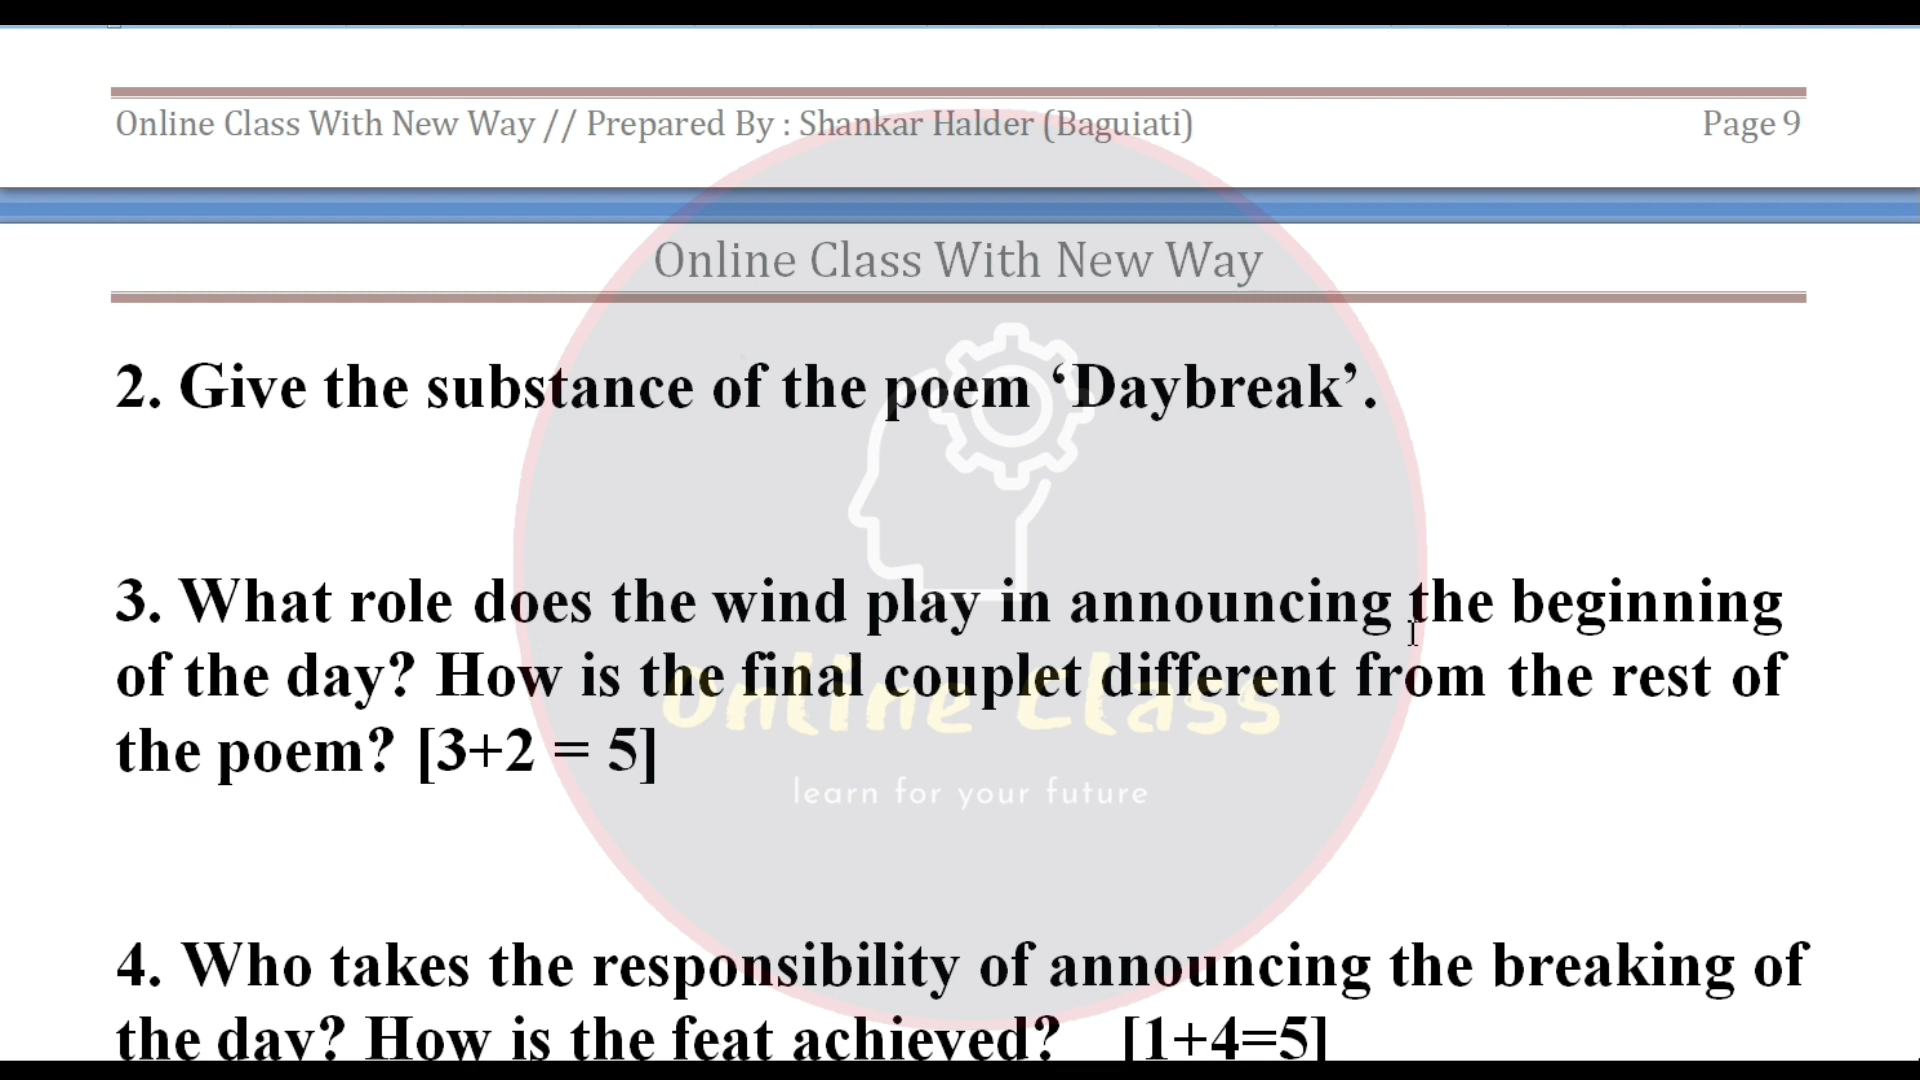 Online Class With New Way // Prepared By : Shankar Halder (Baguiati) Page 9
Online Class With New Way
2. Give the substance of the poem ‘Daybreak’.
3. What role does the wind play in announcing the beginning
of the day? How is the final couplet different from the rest of
the poem? [3+2 = 5]
Online Class
learn for your future
4. Who takes the responsibility of announcing the breaking of
the day? How is the feat achieved? [1+4=5]